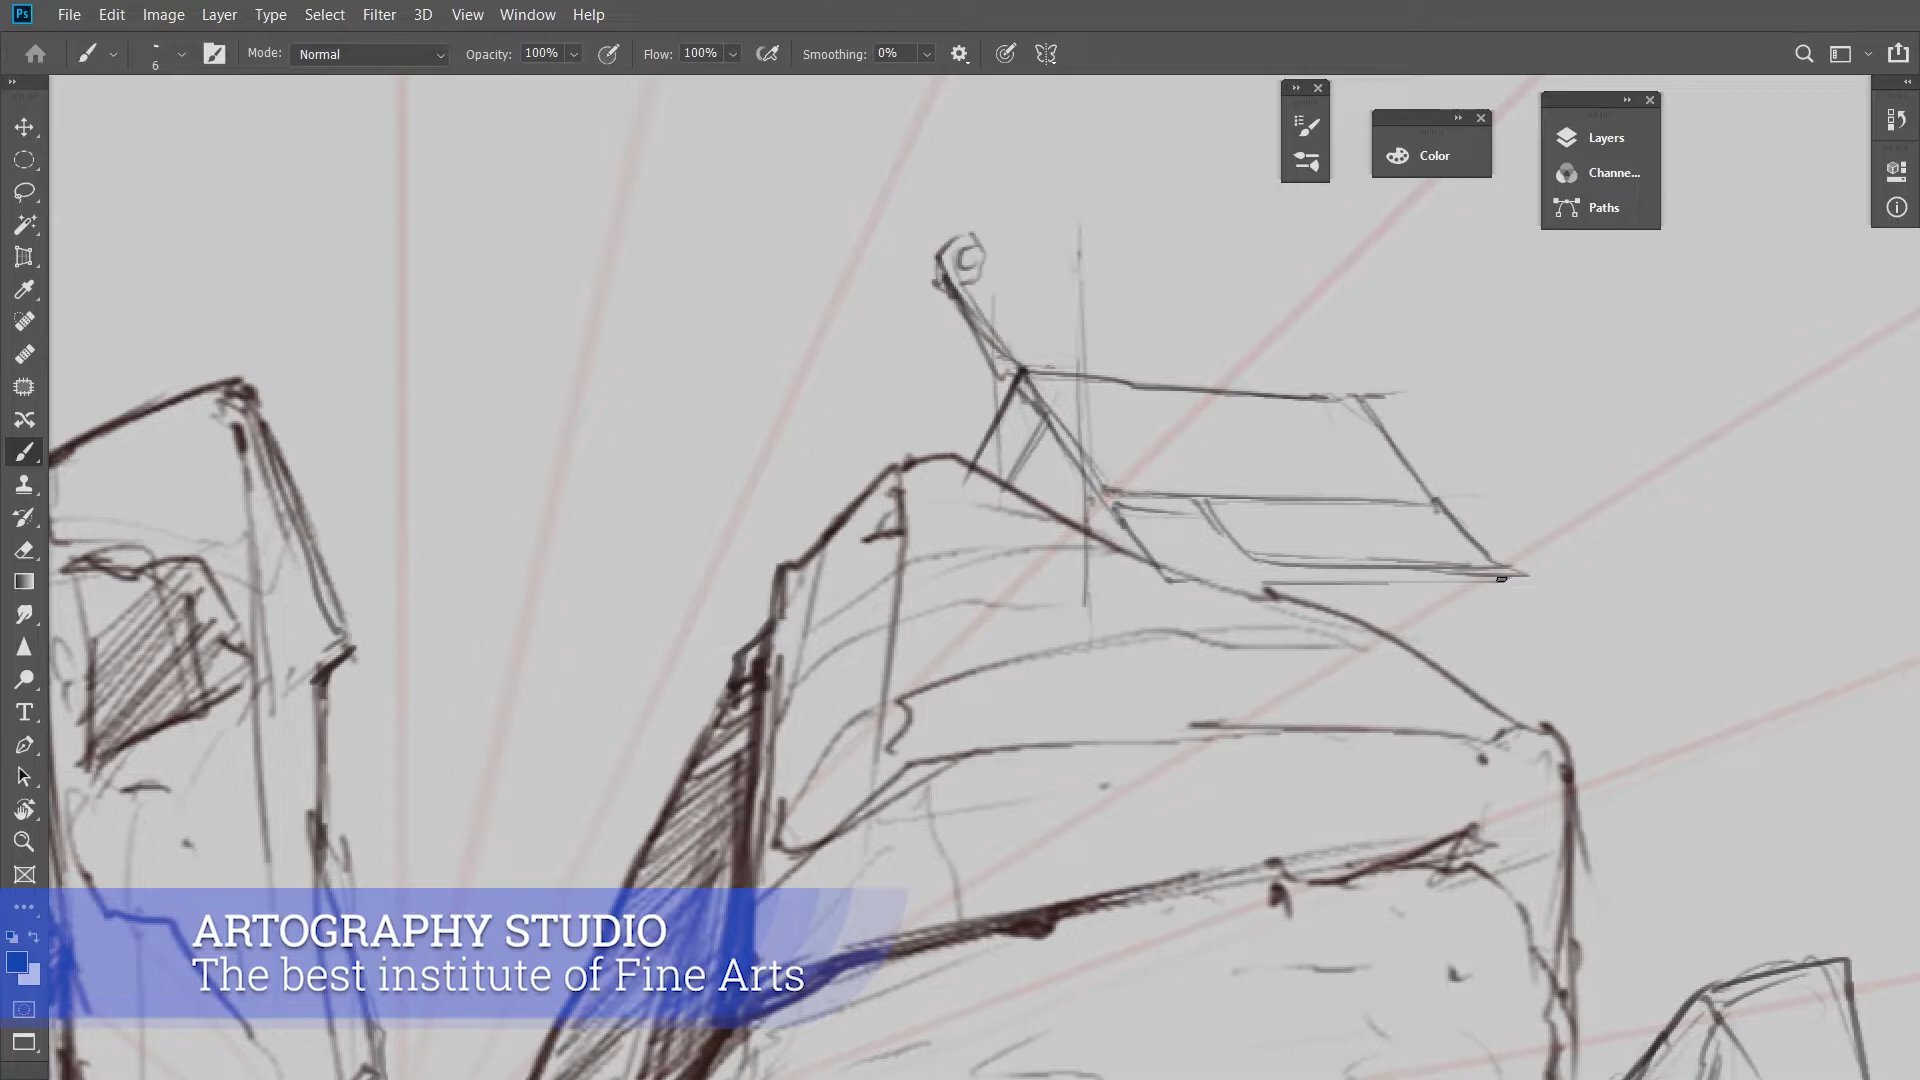 Ps File Edit Image Layer Type Select Filter 3D View Window Help
6 Mode: Normal Opacity: 100% Flow: 100% Smoothing: 0%
Layers
Color
Channe...
Paths
ARTOGRAPHY STUDIO
The best institute of Fine Arts